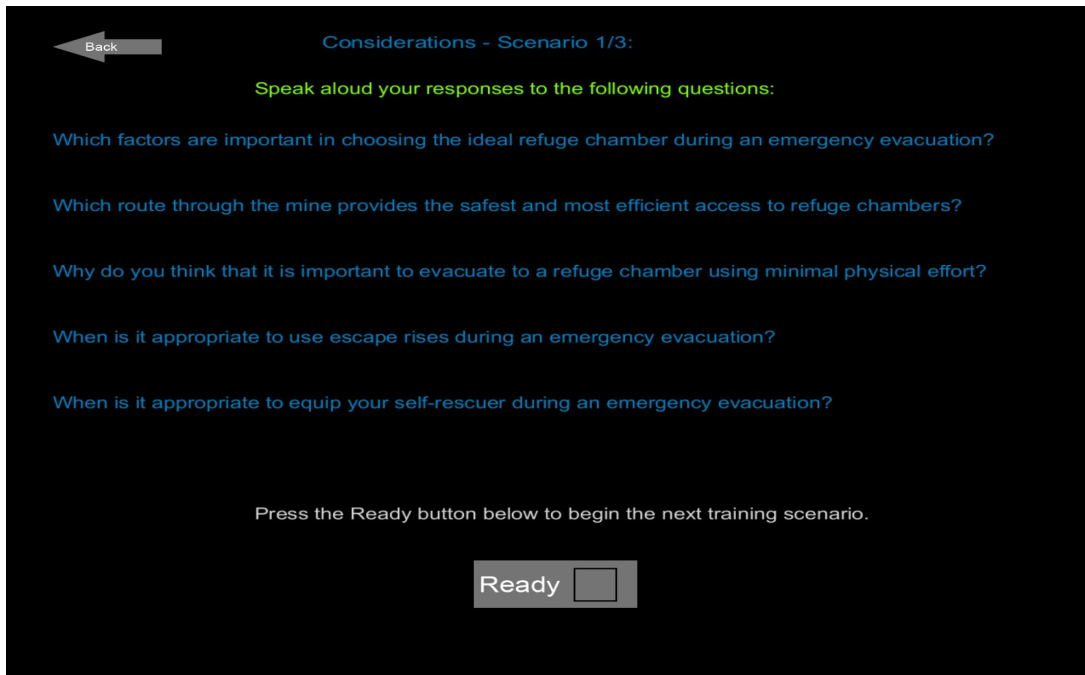 Back
Considerations - Scenario 1/3:
Speak aloud your responses to the following questions:
Which factors are important in choosing the ideal refuge chamber during an emergency evacuation?
Which route through the mine provides the safest and most efficient access to refuge chambers?
Why do you think that it is important to evacuate to a refuge chamber using minimal physical effort?
When is it appropriate to use escape rises during an emergency evacuation?
When is it appropriate to equip your self-rescuer during an emergency evacuation?
Press the Ready button below to begin the next training scenario.
Ready